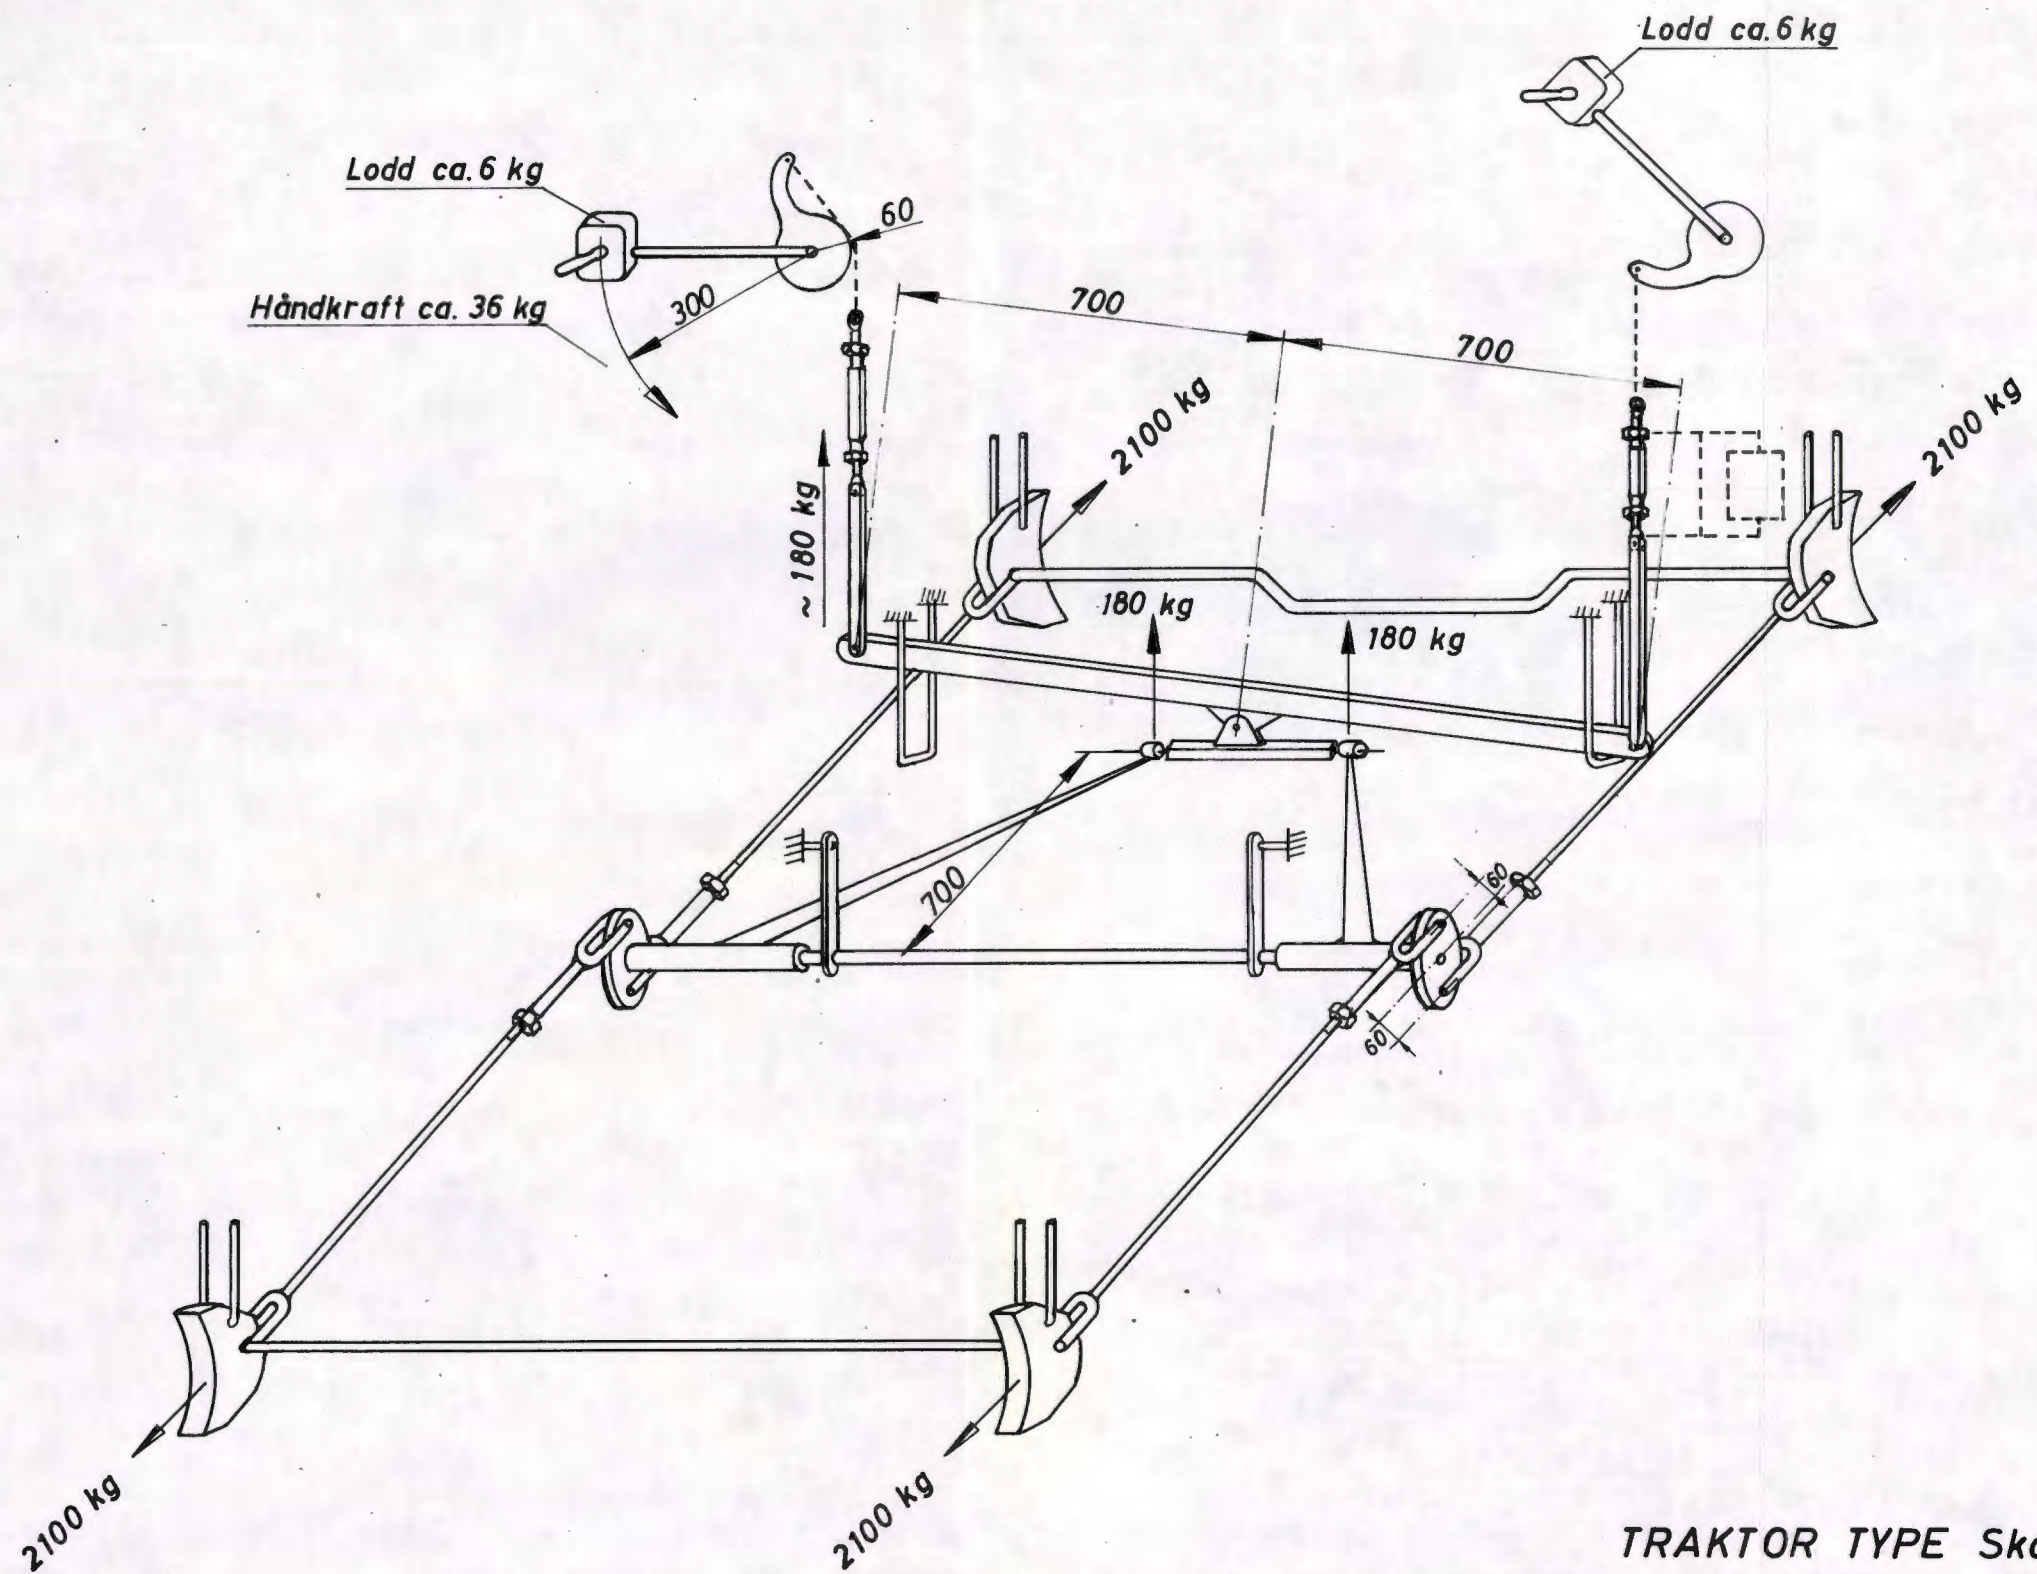 Lodd ca. 6 kg
Lodd ca. 6 kg
60
Håndkraft ca. 36 kg
300
700
700
2100 kg
2100 kg
~ 180 kg
180 kg
180 kg
700
60
60
2100 kg
2100 kg
TRAKTOR TYPE